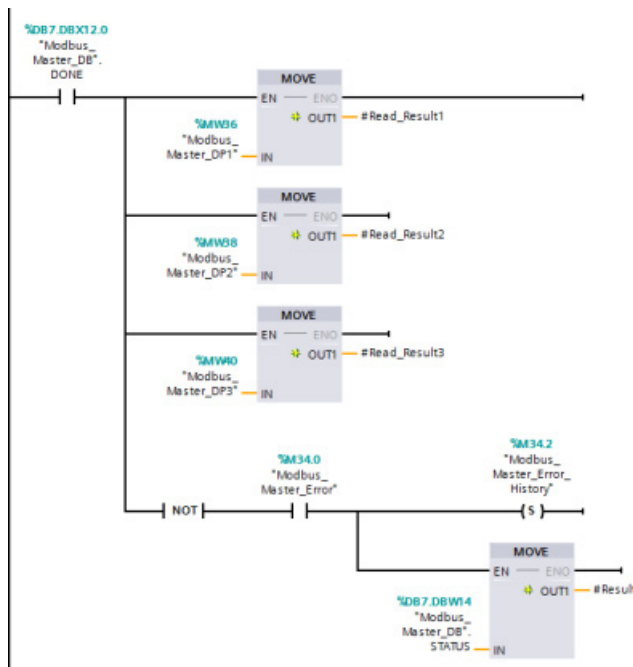 %DB7.DBX12.0
"Modbus_
Master_DB".
DONE
MOVE
EN
ENO
OUT1
#Read_Result1
%MW36
"Modbus_
Master_DP1"
IN
MOVE
EN
ENO
OUT1
#Read_Result2
%MW38
"Modbus_
Master_DP2"
IN
MOVE
EN
ENO
OUT1
#Read_Result3
%MW40
"Modbus_
Master_DP3"
IN
NOT
%M34.0
"Modbus_
Master_Error"
%M34.2
"Modbus_
Master_Error_
History"
S
MOVE
EN
ENO
OUT1
#Result
%DB7.DBW14
"Modbus_
Master_DB".
STATUS
IN